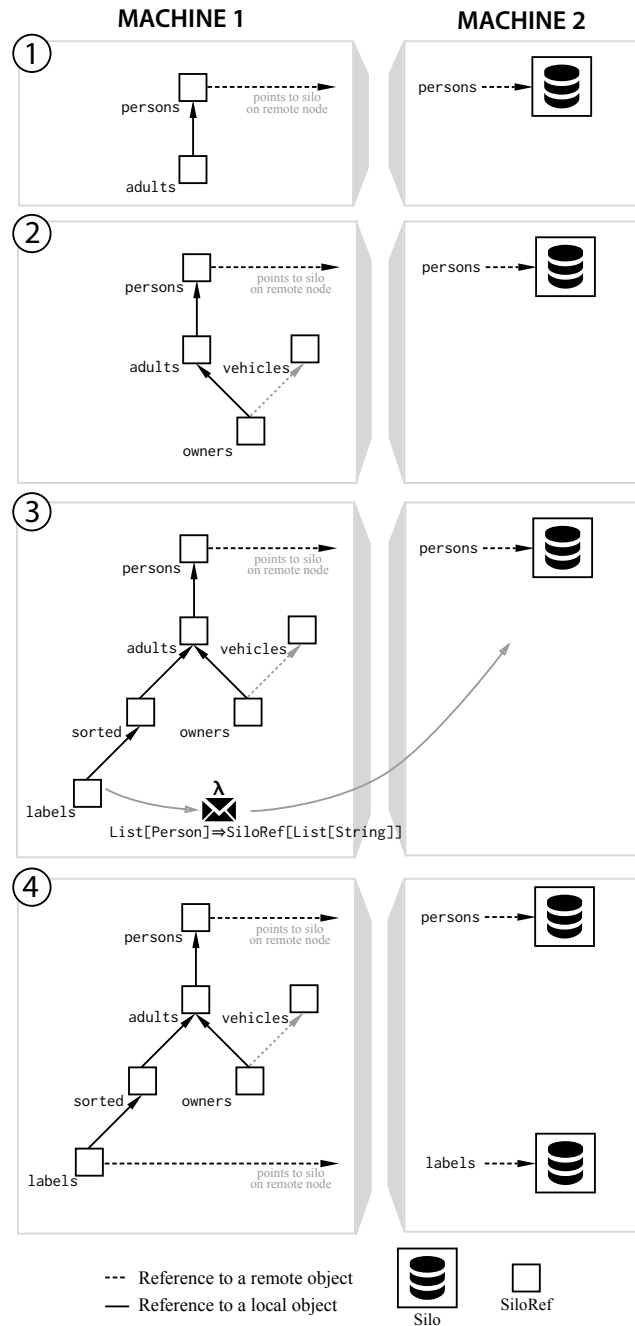 MACHINE 1
MACHINE 2
1
persons
points to silo
on remote node
adults
persons
2
persons
points to silo
on remote node
adults
vehicles
owners
persons
3
persons
points to silo
on remote node
adults
vehicles
sorted
owners
labels
λ
List[Person]⇒SiloRef[List[String]]
persons
4
persons
points to silo
on remote node
adults
vehicles
sorted
owners
labels
points to silo
on remote node
persons
labels
Reference to a remote object
Reference to a local object
Silo
SiloRef